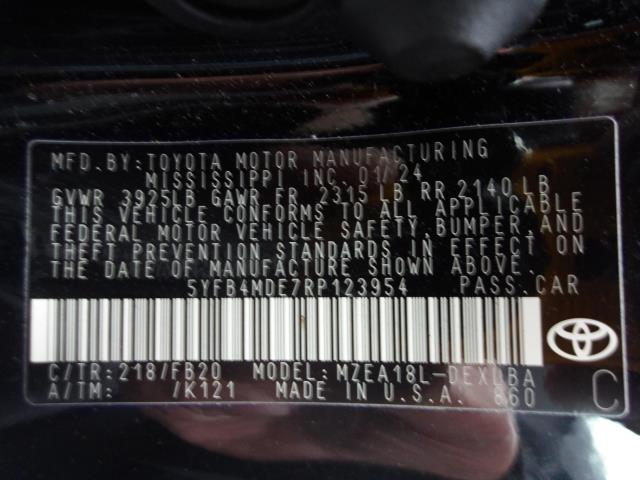 MFD.BY:TOYOTA MOTOR MANUFACTURING
MISSISSIPPI INC. 01/24
GVWR 3925LB GAWR FR 2315 LB RR 2140 LB
THIS VEHICLE CONFORMS TO ALL APPLICABLE
FEDERAL MOTOR VEHICLE SAFETY, BUMPER, AND
THEFT PREVENTION STANDARDS IN EFFECT ON
THE DATE OF MANUFACTURE SHOWN ABOVE.
5YFB4MDE7RP123954 PASS.CAR
C/TR:218/FB20 MODEL:MZEA18L-DEXDBA
A/TM: /K121 MADE IN U.S.A. 860
C